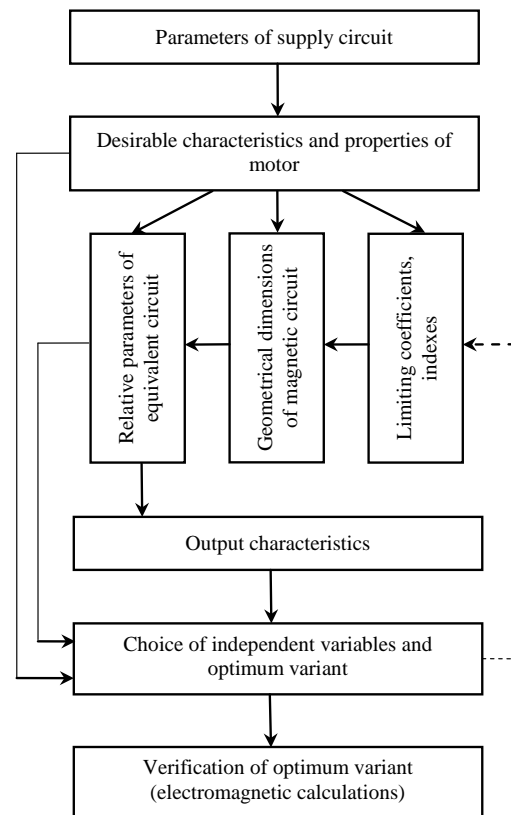 Parameters of supply circuit
Desirable characteristics and properties of
motor
Relative parameters of
equivalent circuit
Geometrical dimensions
of magnetic circuit
Limiting coefficients,
indexes
Output characteristics
Choice of independent variables and
optimum variant
Verification of optimum variant
(electromagnetic calculations)